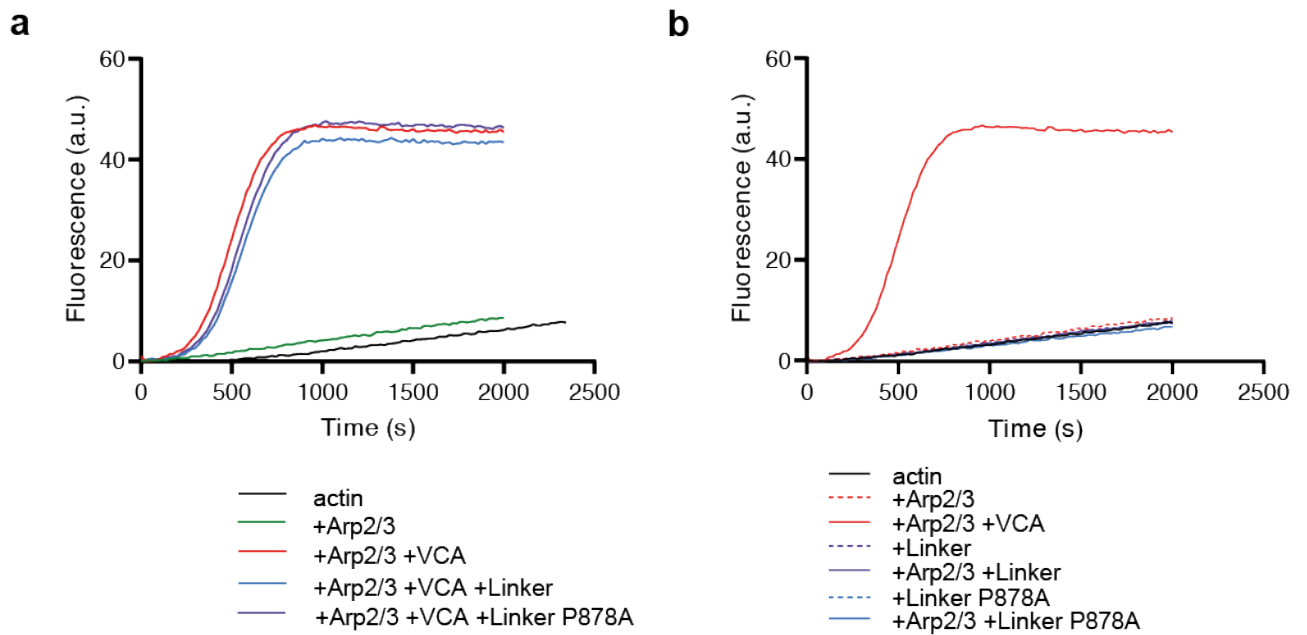 a
60
40
20
0
Fluorescence (a.u.)
0 500 1000 1500 2000 2500
Time (s)
actin
+Arp2/3
+Arp2/3 +VCA
+Arp2/3 +VCA +Linker
+Arp2/3 +VCA +Linker P878A
b
60
40
20
0
Fluorescence (a.u.)
0 500 1000 1500 2000 2500
Time (s)
actin
+Arp2/3
+Arp2/3 +VCA
+Linker
+Arp2/3 +Linker
+Linker P878A
+Arp2/3 +Linker P878A